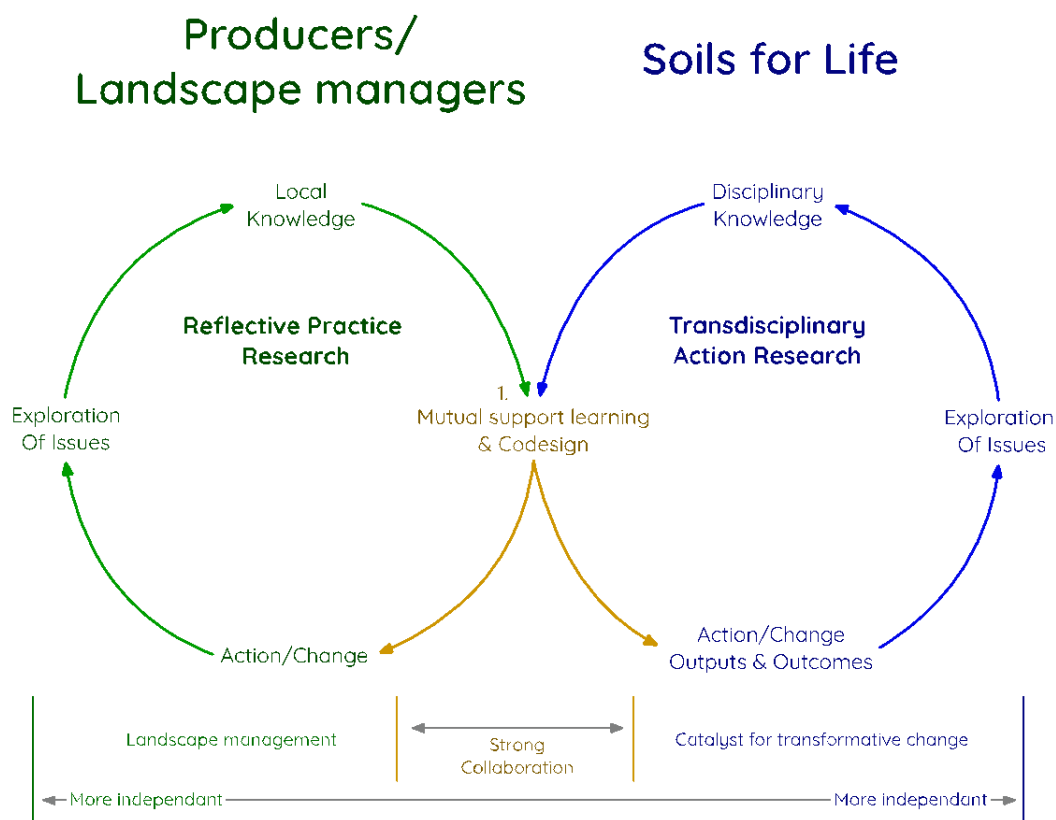 Producers/
Landscape managers
Soils for Life
Local
Knowledge
Disciplinary
Knowledge
Reflective Practice
Research
Transdisciplinary
Action Research
1.
Mutual support learning
& Codesign
Exploration
Of Issues
Exploration
Of Issues
Action/Change
Action/Change
Outputs & Outcomes
Landscape management
Strong
Collaboration
Catalyst for transformative change
More independant
More independant